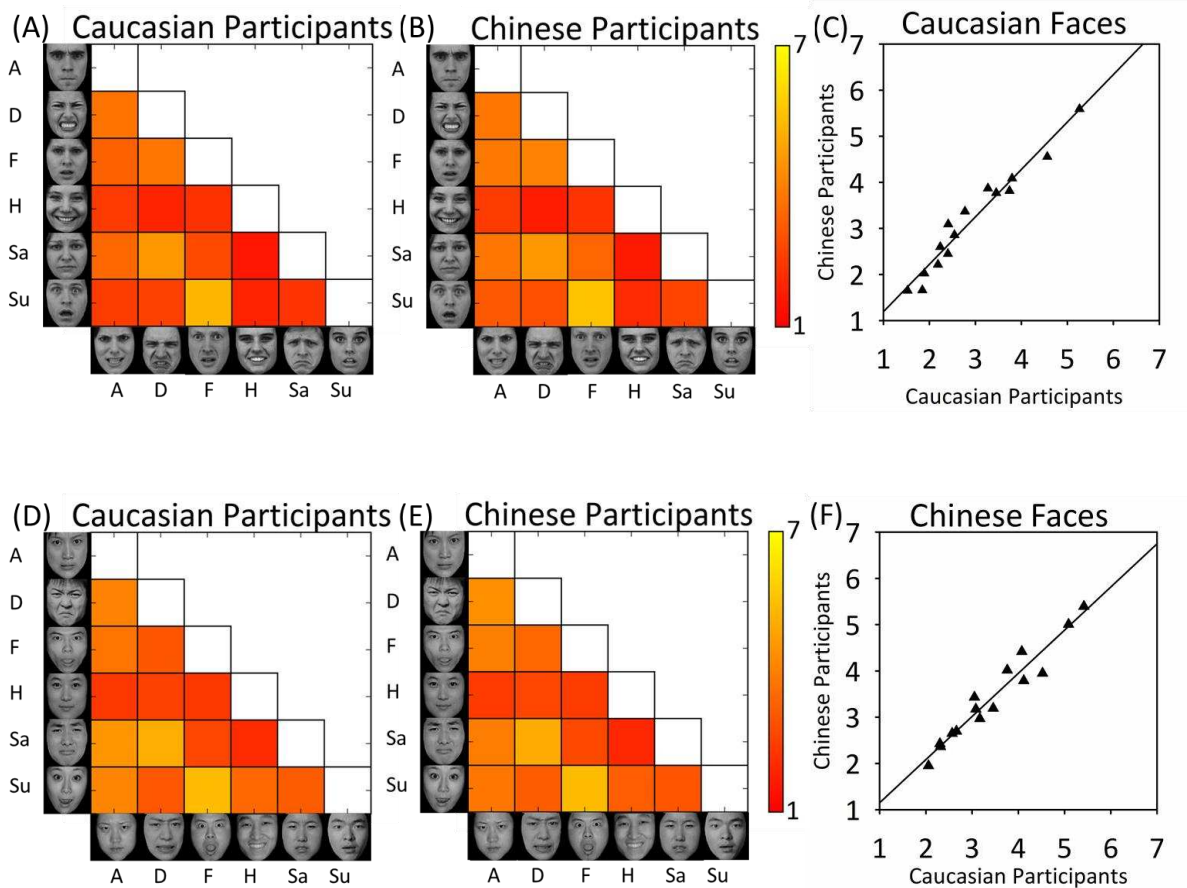 (A) Caucasian Participants (B) Chinese Participants (C) Caucasian Faces
A
D
F
H
Sa
Su
A D F H Sa Su
A
D
F
H
Sa
Su
A D F H Sa Su
7
1
Chinese Participants
7
6
5
4
3
2
1
1 2 3 4 5 6 7
Caucasian Participants
(D) Caucasian Participants (E) Chinese Participants (F) Chinese Faces
A
D
F
H
Sa
Su
A D F H Sa Su
A
D
F
H
Sa
Su
A D F H Sa Su
7
1
Chinese Participants
7
6
5
4
3
2
1
1 2 3 4 5 6 7
Caucasian Participants